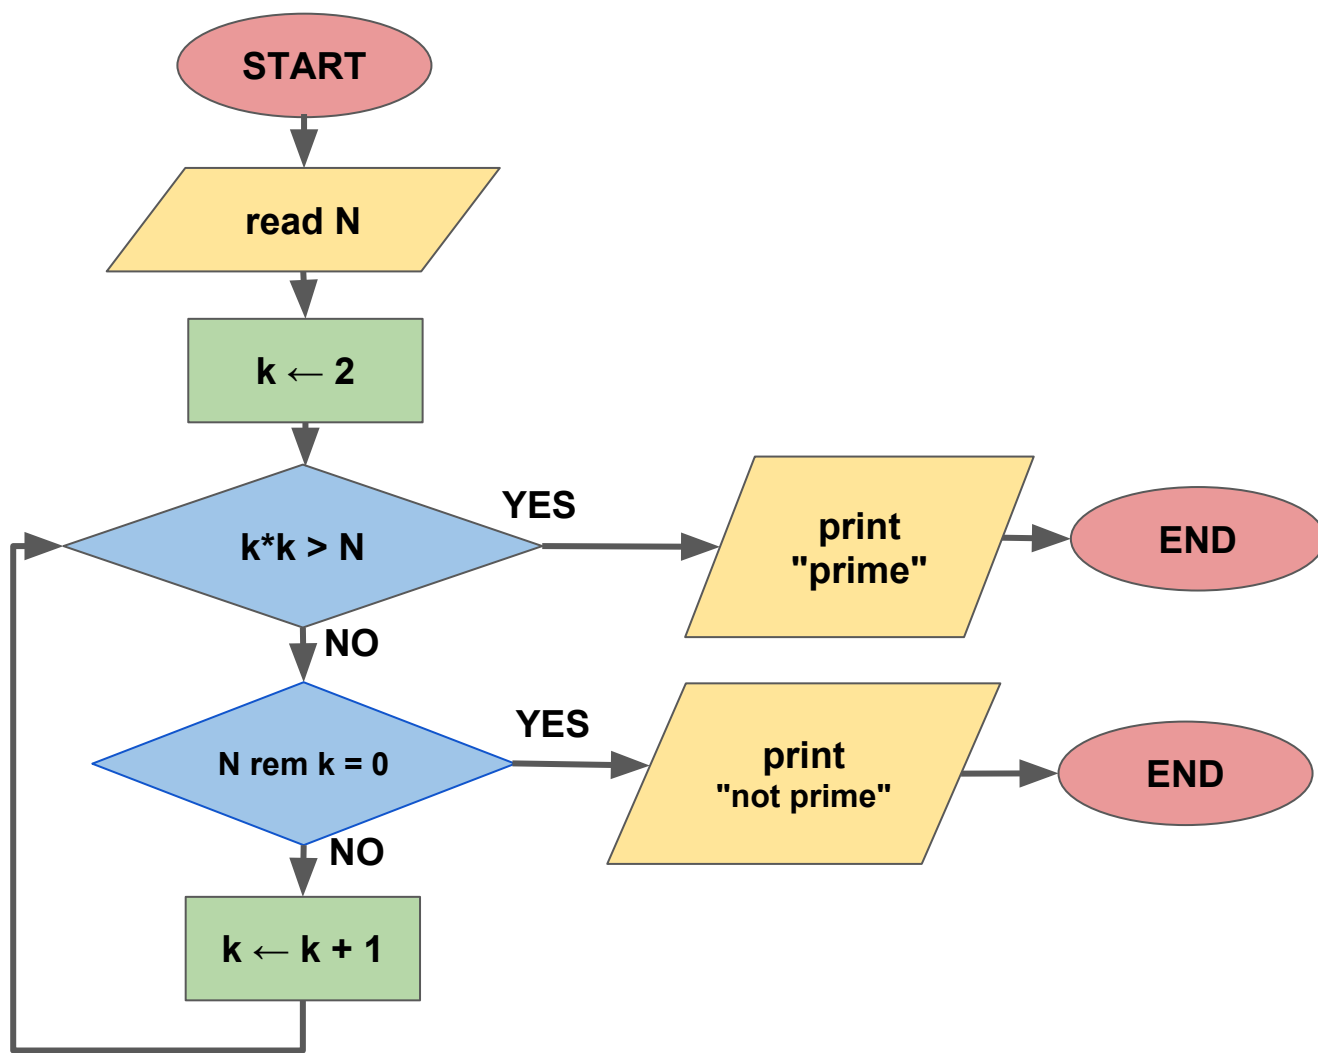 START
read N
k ← 2
k*k > N
YES
print
"prime"
END
NO
N rem k = 0
YES
print
"not prime"
END
NO
k ← k + 1